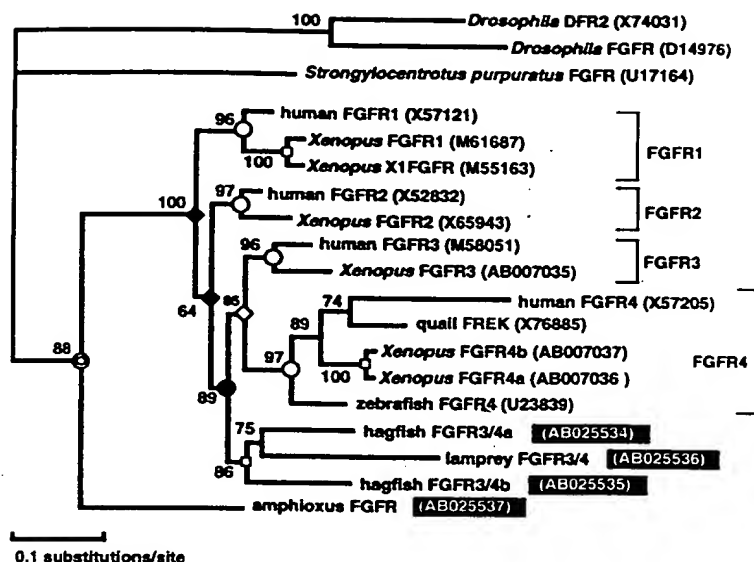 100
Drosophila DFR2 (X74031)
Drosophila FGFR (D14976)
Strongylocentrotus purpuratus FGFR (U17164)
96
human FGFR1 (X57121)
Xenopus FGFR1 (M61687)
100
Xenopus X1FGFR (M55163)
FGFR1
100
97
human FGFR2 (X52832)
Xenopus FGFR2 (X65943)
FGFR2
96
human FGFR3 (M58051)
Xenopus FGFR3 (AB007035)
FGFR3
64
85
74
human FGFR4 (X57205)
89
quail FREK (X76885)
Xenopus FGFR4b (AB007037)
97
100
Xenopus FGFR4a (AB007036 )
FGFR4
88
89
zebrafish FGFR4 (U23839)
75
hagfish FGFR3/4a (AB025534)
lamprey FGFR3/4 (AB025536)
86
hagfish FGFR3/4b (AB025535)
amphioxus FGFR (AB025537)
0.1 substitutions/site